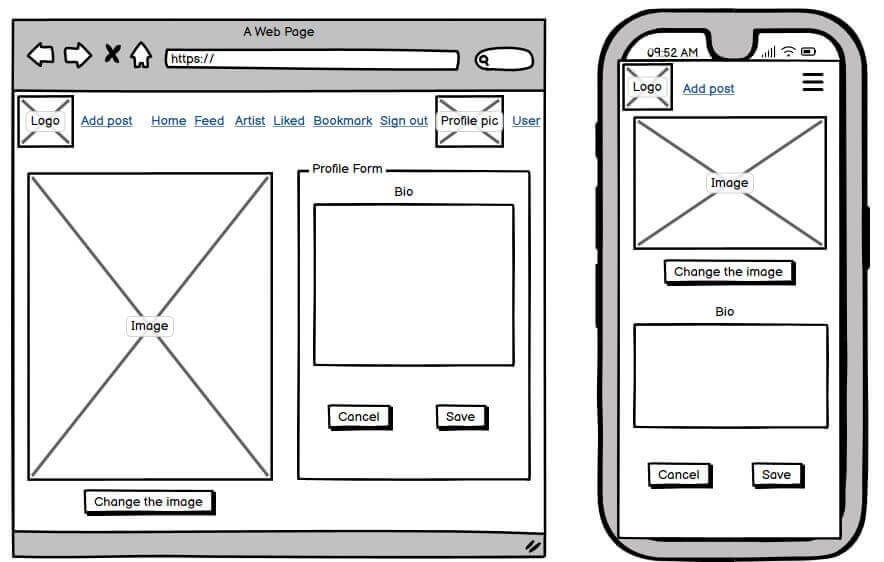 A Web Page
https://
Logo Add post Home Feed Artist Liked Bookmark Sign out Profile pic User
Profile Form
Bio
Image
Cancel Save
Change the image
09:52 AM
Logo Add post
Image
Change the image
Bio
Cancel Save